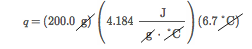 q = (200.0 g) (4.184 J / g · °C) (6.7 °C)